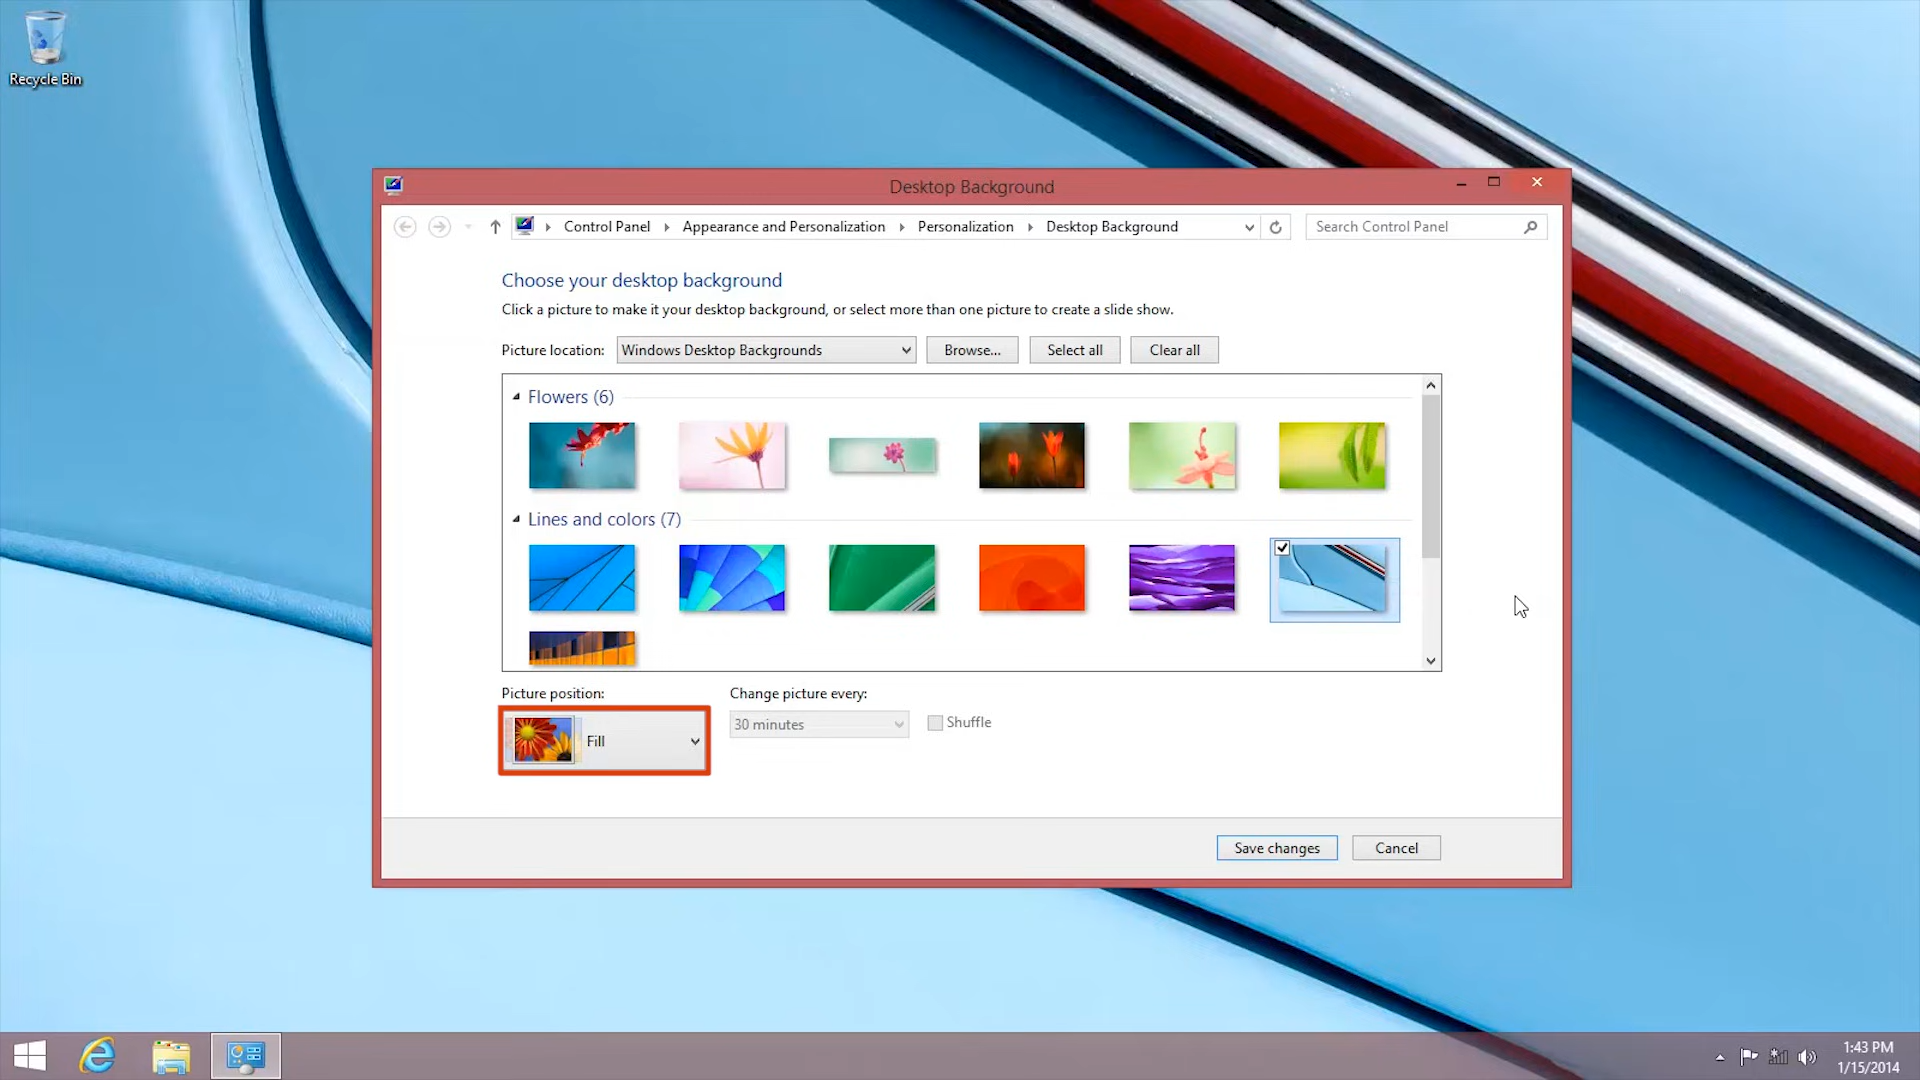 Recycle Bin
Desktop Background
Control Panel Appearance and Personalization Personalization Desktop Background
Search Control Panel
Choose your desktop background
Click a picture to make it your desktop background, or select more than one picture to create a slide show.
Picture location: Windows Desktop Backgrounds Browse... Select all Clear all
Flowers (6)
Lines and colors (7)
Picture position: Change picture every:
Fill 30 minutes Shuffle
Save changes Cancel
1:43 PM
1/15/2014